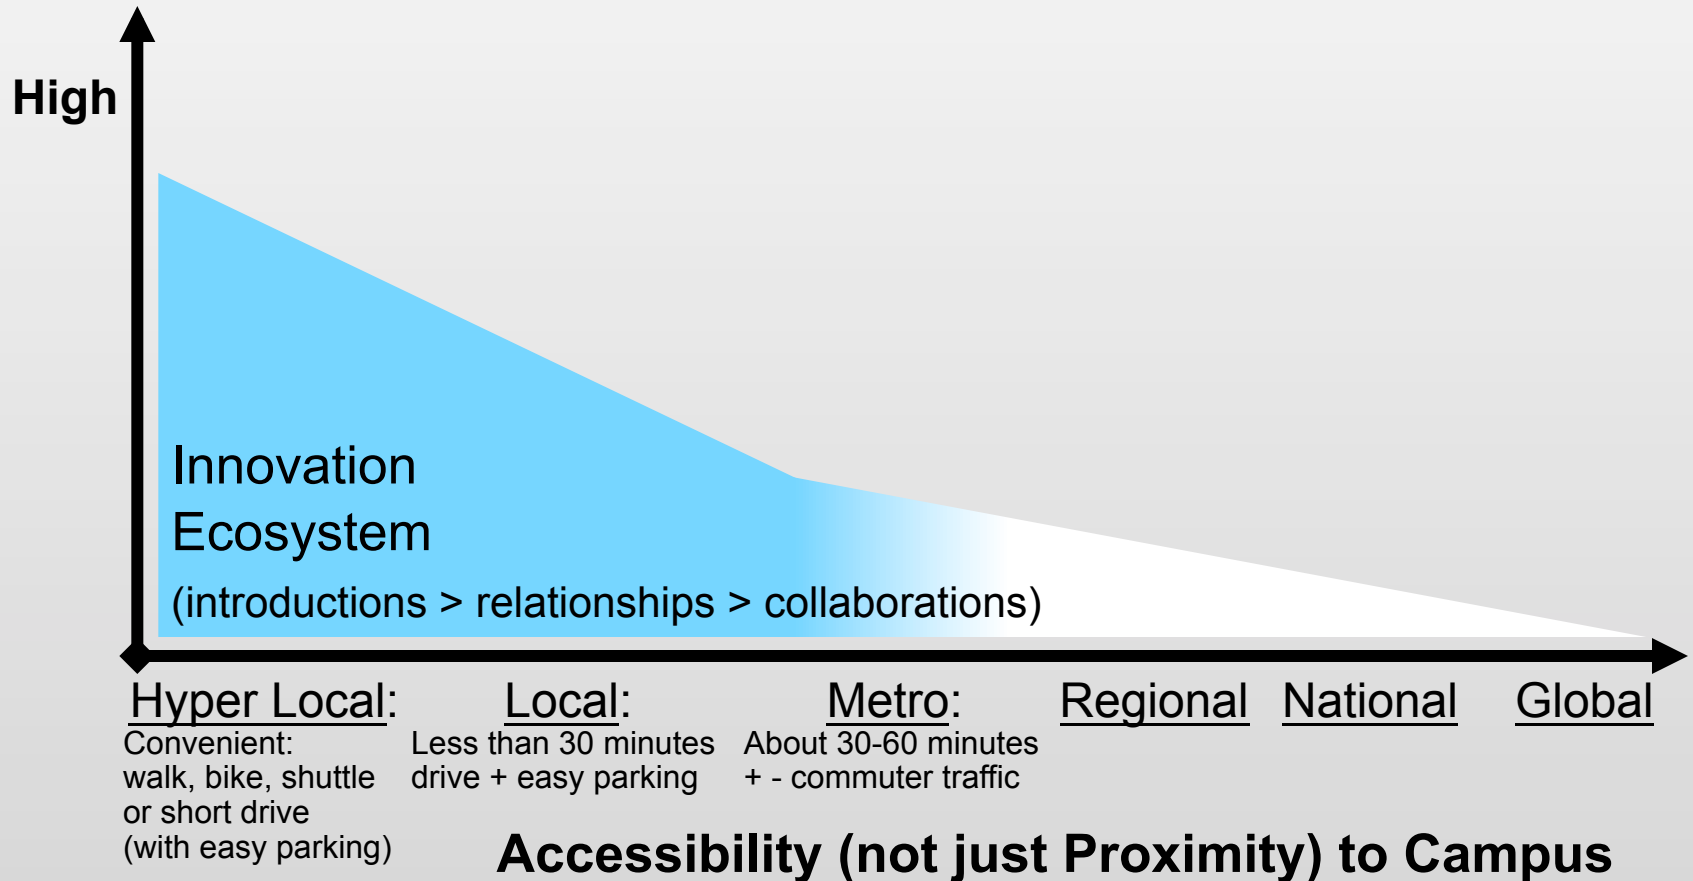 High
Innovation
Ecosystem
(introductions > relationships > collaborations)
Hyper Local:
Convenient:
walk, bike, shuttle
or short drive
(with easy parking)
Local:
Less than 30 minutes
drive + easy parking
Metro:
About 30-60 minutes
+ - commuter traffic
Regional
National
Global
Accessibility (not just Proximity) to Campus